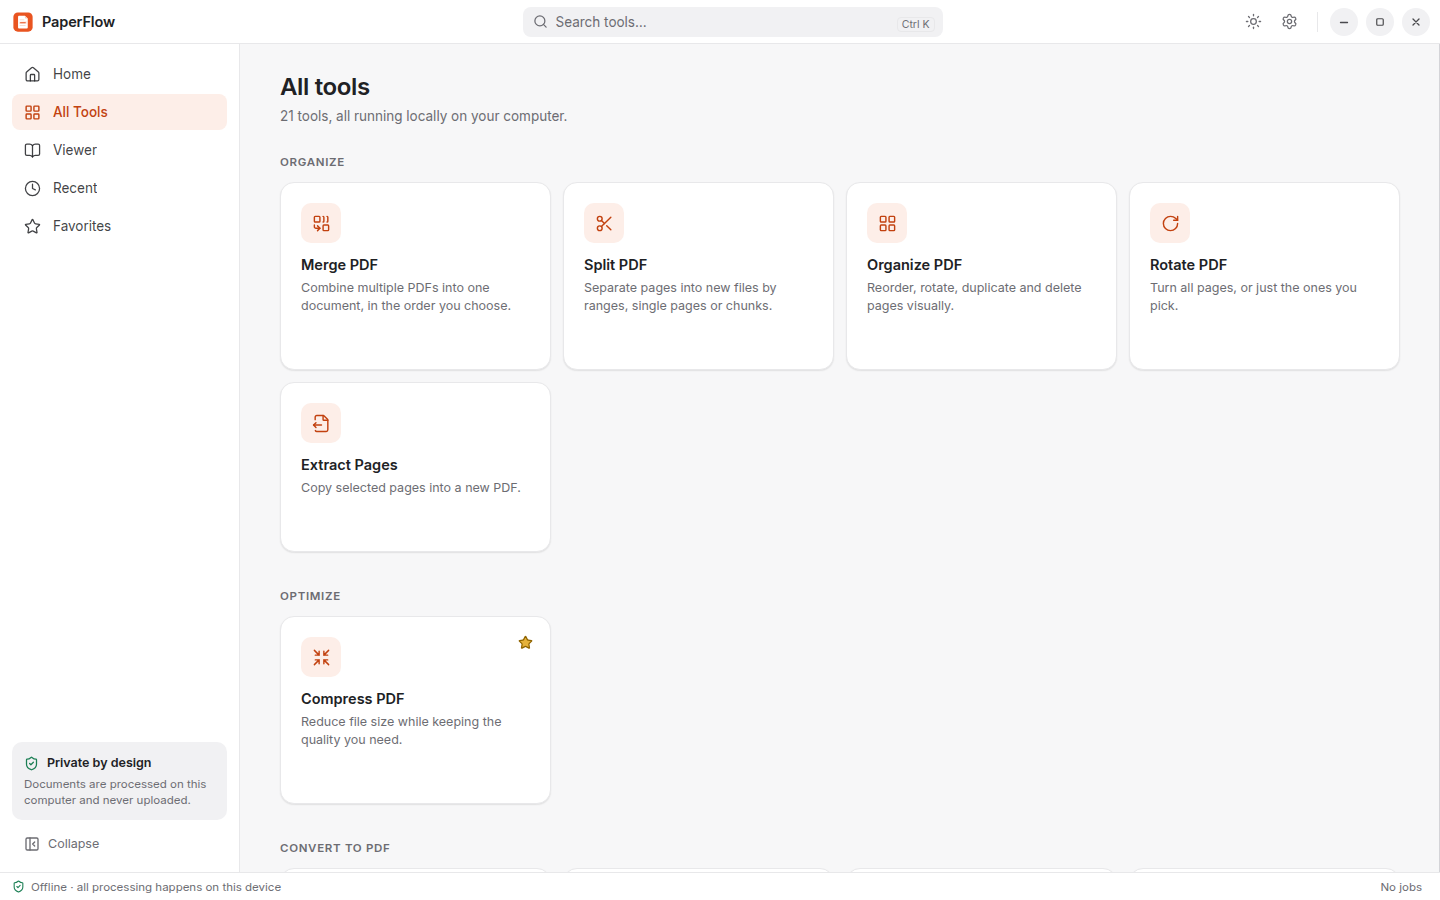 PaperFlow
Search tools...
Ctrl K
Home
All Tools
Viewer
Recent
Favorites
Private by design
Documents are processed on this
computer and never uploaded.
Collapse
All tools
21 tools, all running locally on your computer.
ORGANIZE
Merge PDF
Combine multiple PDFs into one
document, in the order you choose.
Split PDF
Separate pages into new files by
ranges, single pages or chunks.
Organize PDF
Reorder, rotate, duplicate and delete
pages visually.
Rotate PDF
Turn all pages, or just the ones you
pick.
Extract Pages
Copy selected pages into a new PDF.
OPTIMIZE
Compress PDF
Reduce file size while keeping the
quality you need.
CONVERT TO PDF
Offline · all processing happens on this device
No jobs